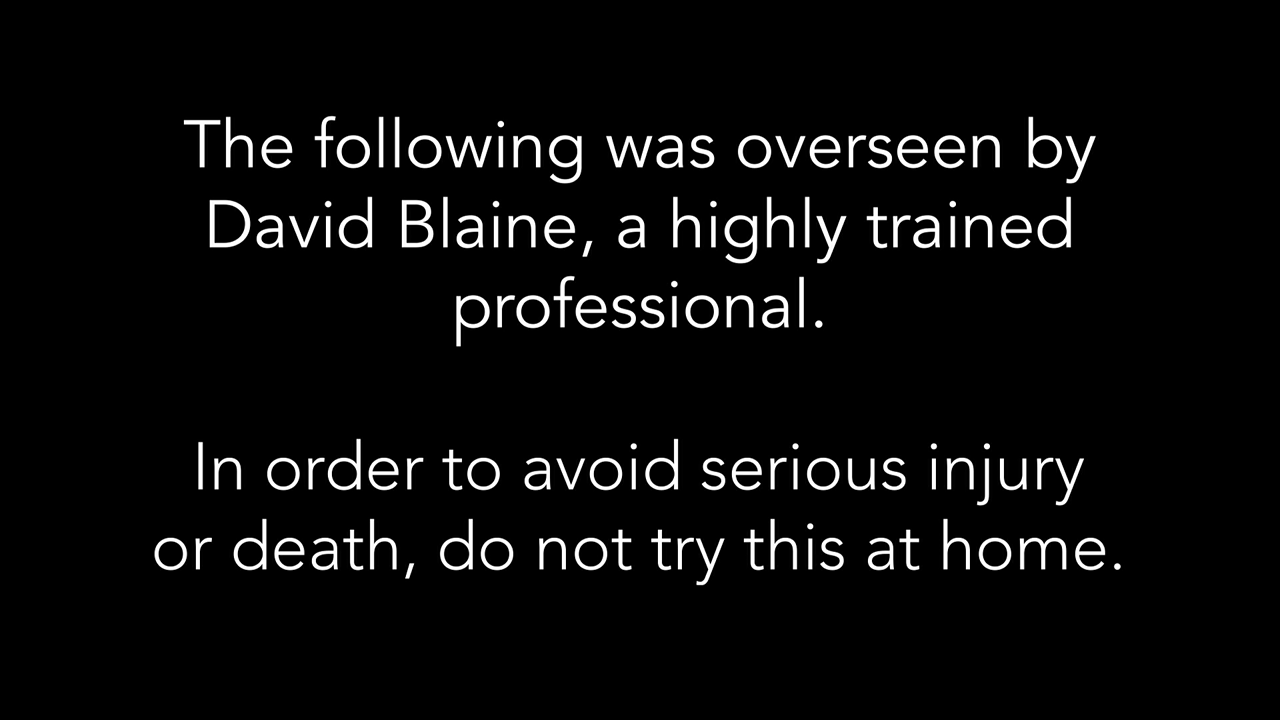 The following was overseen by
David Blaine, a highly trained
professional.
In order to avoid serious injury
or death, do not try this at home.